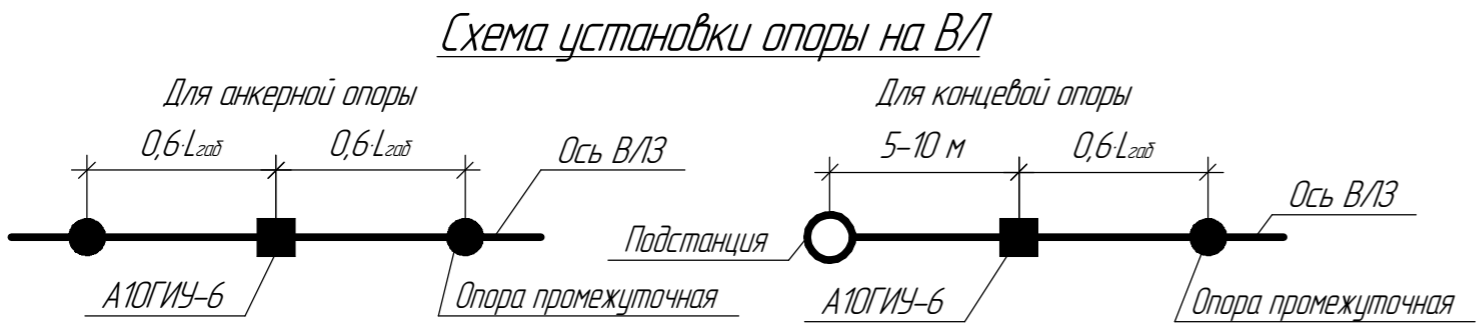 Схема установки опоры на ВЛ
Для анкерной опоры
0,6·Lгаб
0,6·Lгаб
Ось ВЛЗ
А10ГИУ-6
Опора промежуточная
Для концевой опоры
5-10 м
0,6·Lгаб
Ось ВЛЗ
Подстанция
А10ГИУ-6
Опора промежуточная